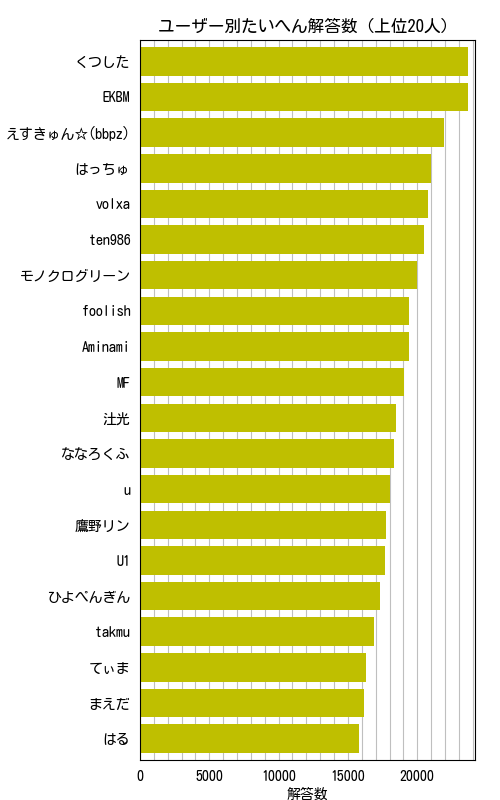 ユーザー別たいへん解答数 (上位20人)
くつした
EKBM
えすきゅん☆(bbpz)
はっちゅ
volxa
ten986
モノクログリーン
foolish
Aminami
MF
汢光
ななろくふ
u
鷹野リン
U1
ひよぺんぎん
takmu
てぃま
まえだ
はる
0 5000 10000 15000 20000
解答数